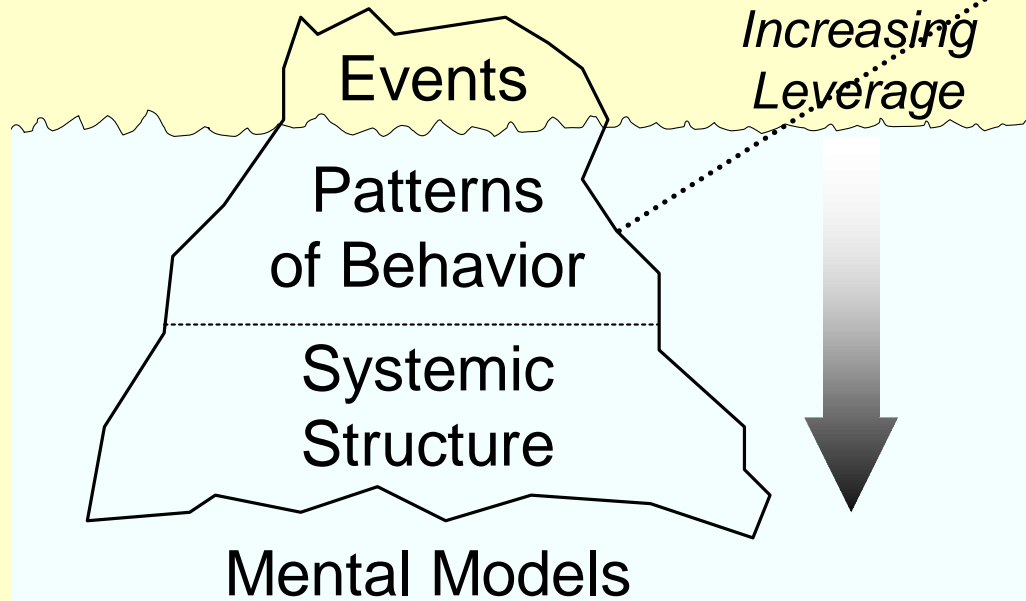 Increasing
Leverage
Events
Patterns
of Behavior
Systemic
Structure
Mental Models